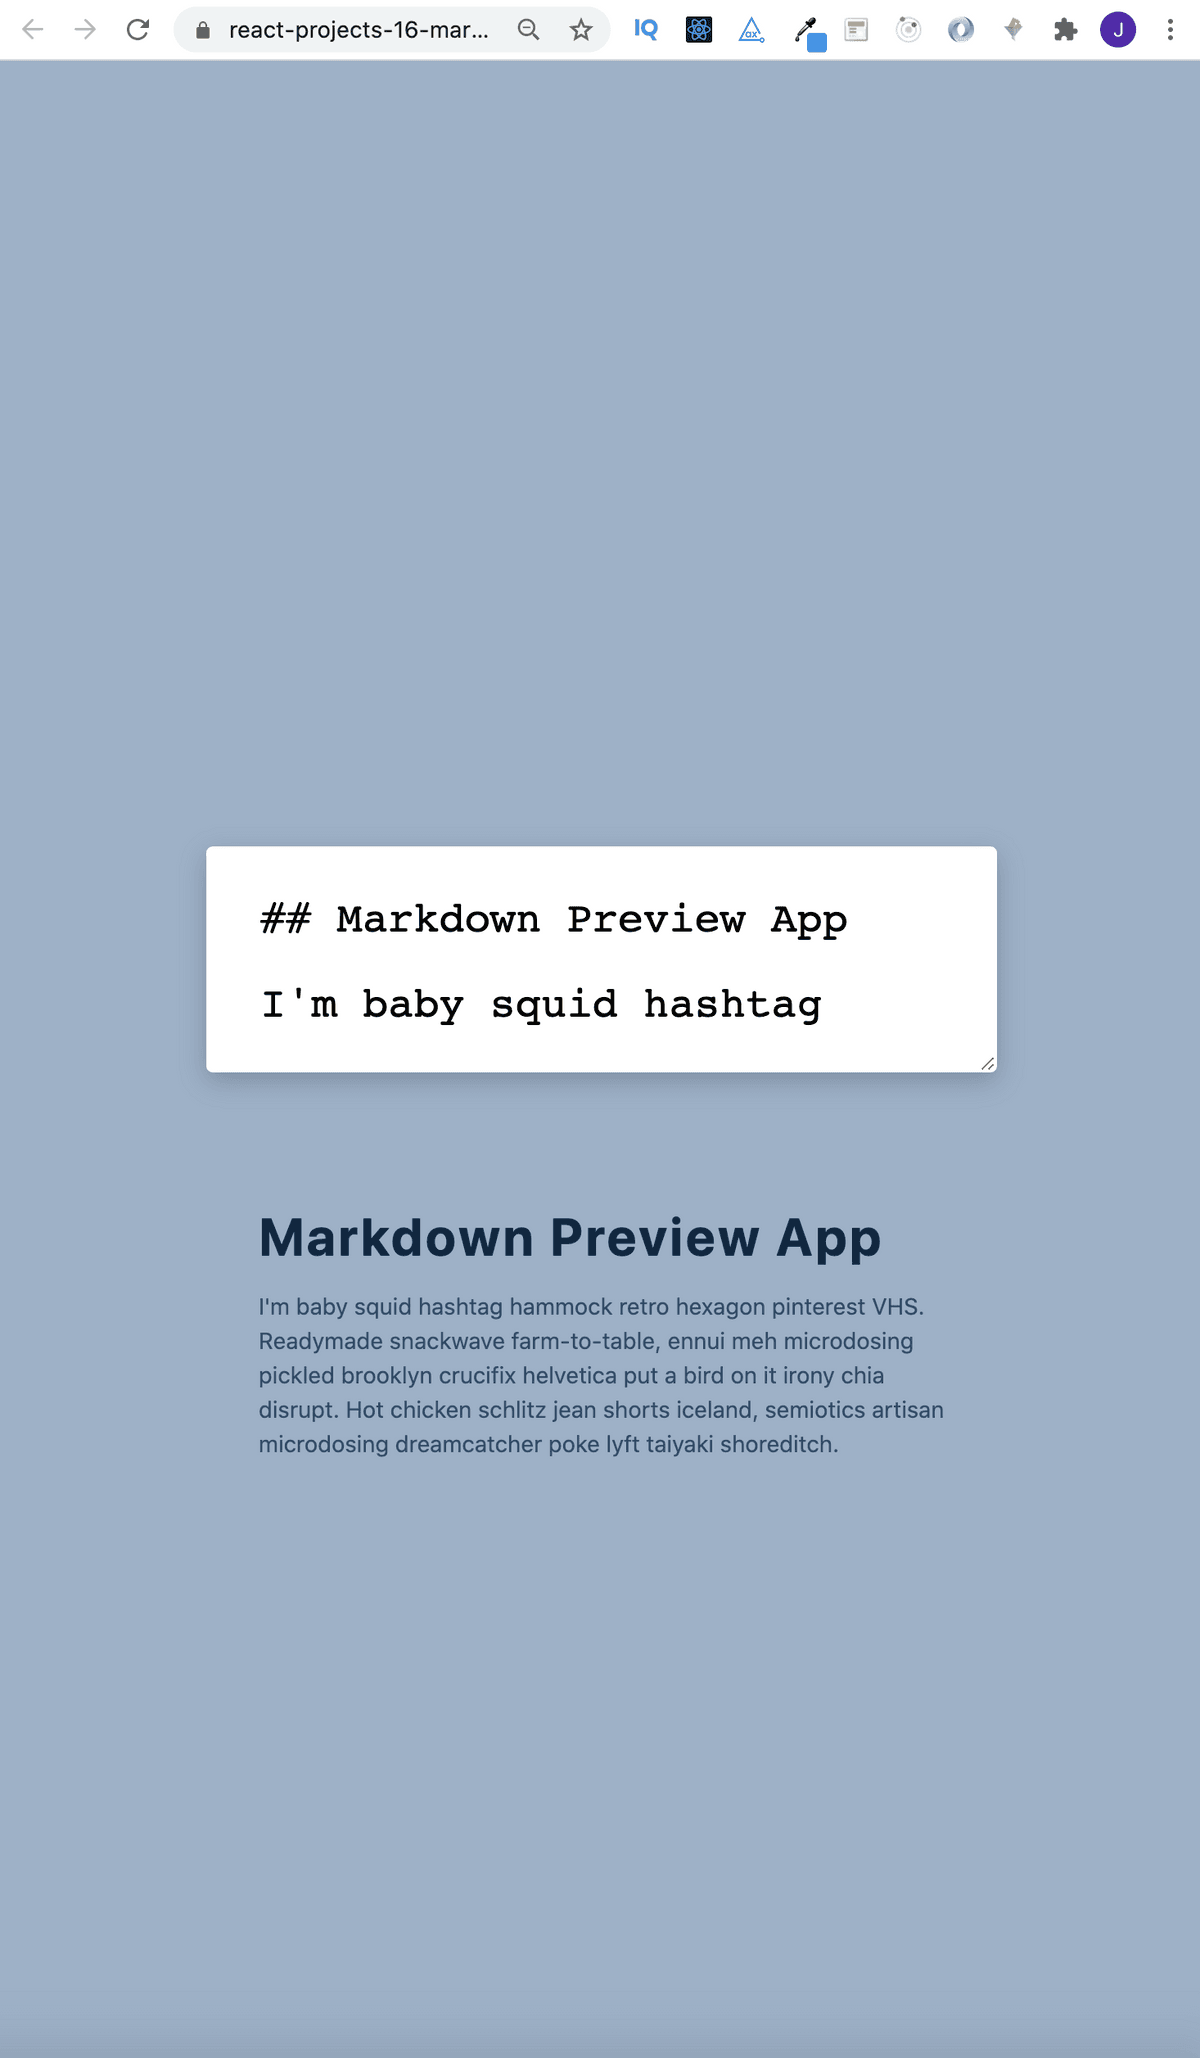 react-projects-16-mar...
IQ
ax
J
## Markdown Preview App
I'm baby squid hashtag
Markdown Preview App
I'm baby squid hashtag hammock retro hexagon pinterest VHS.
Readymade snackwave farm-to-table, ennui meh microdosing
pickled brooklyn crucifix helvetica put a bird on it irony chia
disrupt. Hot chicken schlitz jean shorts iceland, semiotics artisan
microdosing dreamcatcher poke lyft taiyaki shoreditch.